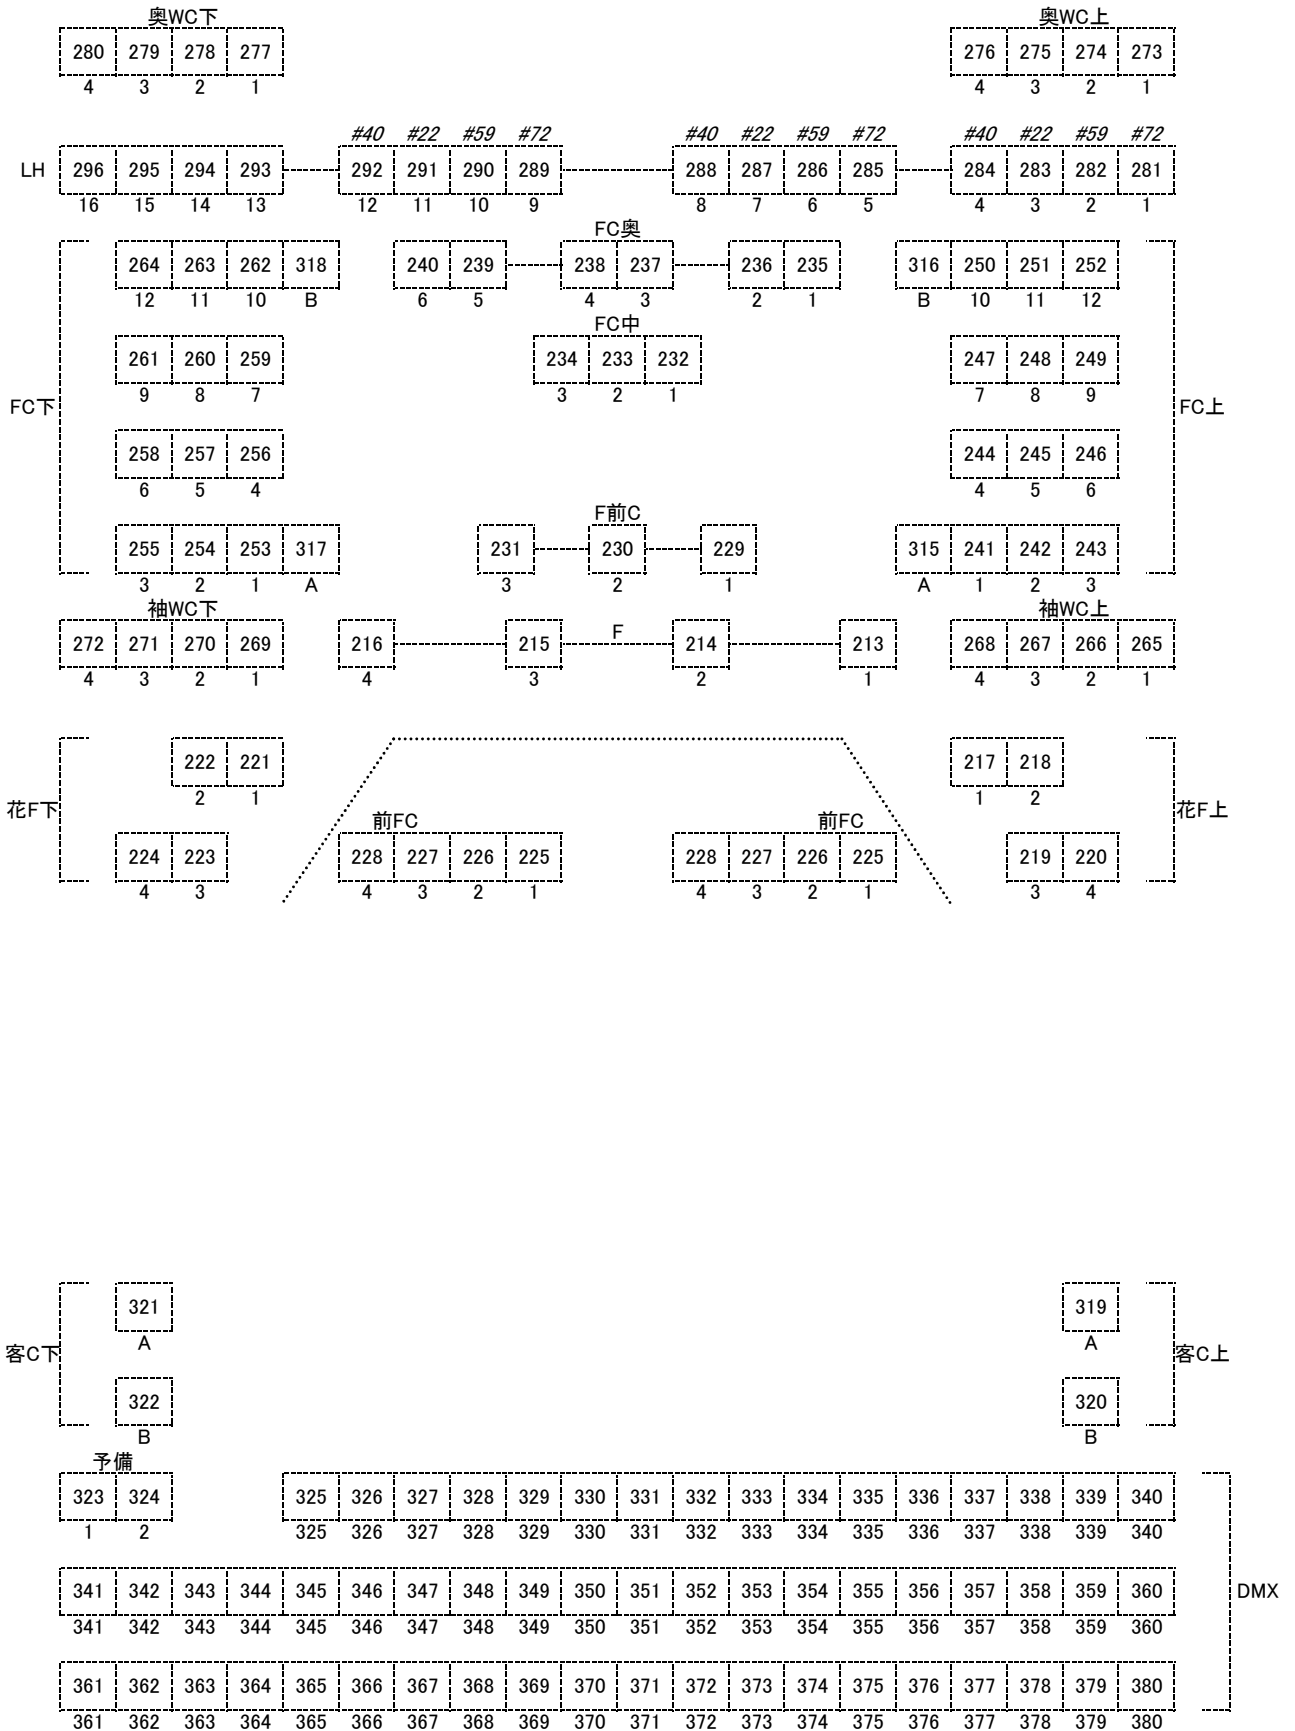 奥WC下 奥WC上
280 279 278 277 276 275 274 273
4 3 2 1 4 3 2 1
#40 #22 #59 #72 #40 #22 #59 #72 #40 #22 #59 #72
LH 296 295 294 293 292 291 290 289 288 287 286 285 284 283 282 281
16 15 14 13 12 11 10 9 8 7 6 5 4 3 2 1
FC奥
264 263 262 318 240 239 238 237 236 235 316 250 251 252
12 11 10 B 6 5 4 3 2 1 B 10 11 12
FC中
261 260 259 234 233 232 247 248 249
9 8 7 3 2 1 7 8 9
FC下 FC上
258 257 256 244 245 246
6 5 4 4 5 6
F前C
255 254 253 317 231 230 229 315 241 242 243
3 2 1 A 3 2 1 A 1 2 3
袖WC下 袖WC上
272 271 270 269 216 215 F 214 213 268 267 266 265
4 3 2 1 4 3 2 1 4 3 2 1
222 221 217 218
2 1 1 2
花F下 花F上
前FC 前FC
224 223 228 227 226 225 228 227 226 225 219 220
4 3 4 3 2 1 4 3 2 1 3 4
321 319
A A
客C下 客C上
322 320
B B
予備
323 324 325 326 327 328 329 330 331 332 333 334 335 336 337 338 339 340
1 2 325 326 327 328 329 330 331 332 333 334 335 336 337 338 339 340
341 342 343 344 345 346 347 348 349 350 351 352 353 354 355 356 357 358 359 360 DMX
341 342 343 344 345 346 347 348 349 350 351 352 353 354 355 356 357 358 359 360
361 362 363 364 365 366 367 368 369 370 371 372 373 374 375 376 377 378 379 380
361 362 363 364 365 366 367 368 369 370 371 372 373 374 375 376 377 378 379 380